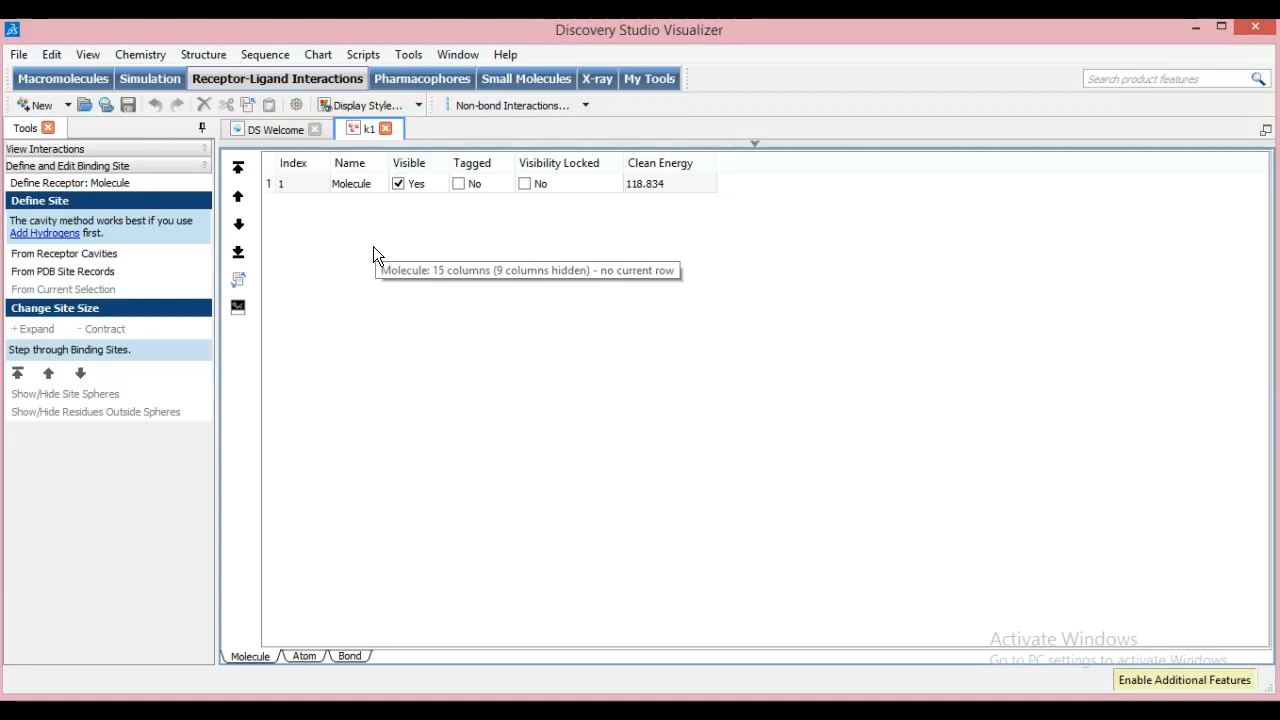 Discovery Studio Visualizer
File Edit View Chemistry Structure Sequence Chart Scripts Tools Window Help
Macromolecules Simulation Receptor-Ligand Interactions Pharmacophores Small Molecules X-ray My Tools Search product features
New Display Style... Non-bond Interactions...
Tools DS Welcome k1
View Interactions ?
Define and Edit Binding Site ?
Define Receptor: Molecule
Define Site
The cavity method works best if you use
Add Hydrogens first.
From Receptor Cavities
From PDB Site Records
From Current Selection
Change Site Size
+ Expand - Contract
Step through Binding Sites.
Show/Hide Site Spheres
Show/Hide Residues Outside Spheres
Index Name Visible Tagged Visibility Locked Clean Energy
1 1 Molecule Yes No No 118.834
Molecule: 15 columns (9 columns hidden) - no current row
Molecule Atom Bond
Activate Windows
Go to PC settings to activate Windows.
Enable Additional Features